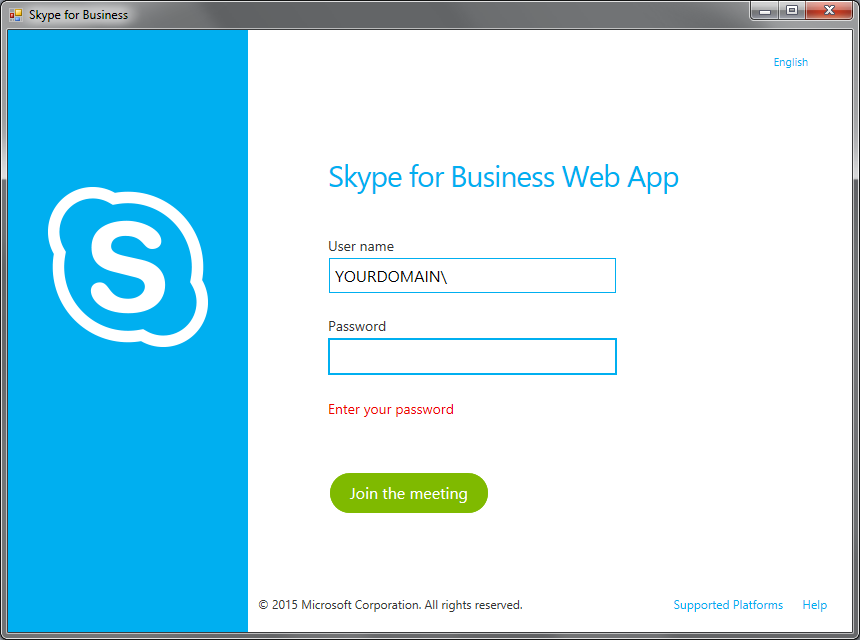 Skype for Business
English
Skype for Business Web App
User name
YOURDOMAIN\
Password
Enter your password
Join the meeting
© 2015 Microsoft Corporation. All rights reserved.
Supported Platforms
Help